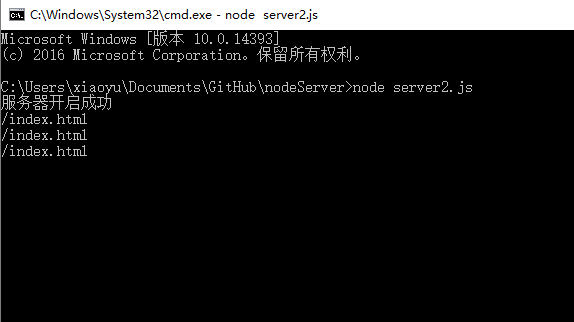 C:\Windows\System32\cmd.exe - node  server2.js
Microsoft Windows [版本 10.0.14393]
(c) 2016 Microsoft Corporation。保留所有权利。
C:\Users\xiaoyu\Documents\GitHub\nodeServer>node server2.js
服务器开启成功
/index.html
/index.html
/index.html